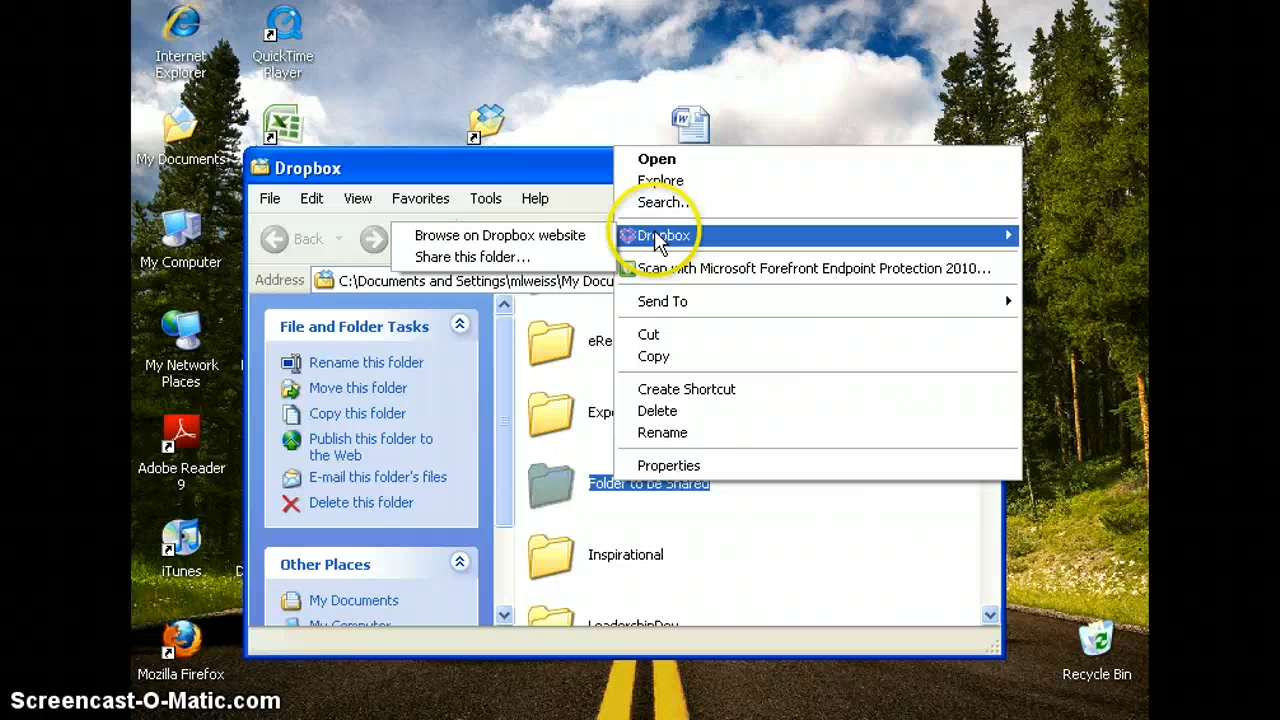 Internet
Explorer
QuickTime
Player
My Documents
My Computer
My Network
Places
Adobe Reader
9
iTunes
Mozilla Firefox
Recycle Bin
Dropbox
File Edit View Favorites Tools Help
Back
Address C:\Documents and Settings\mlweiss\My Docu
File and Folder Tasks
Rename this folder
Move this folder
Copy this folder
Publish this folder to
the Web
E-mail this folder's files
Delete this folder
Other Places
My Documents
My Computer
eRe
Expe
Folder to be Shared
Inspirational
LeadershipDev
Browse on Dropbox website
Share this folder...
Open
Explore
Search...
Dropbox
Scan with Microsoft Forefront Endpoint Protection 2010...
Send To
Cut
Copy
Create Shortcut
Delete
Rename
Properties
Screencast-O-Matic.com